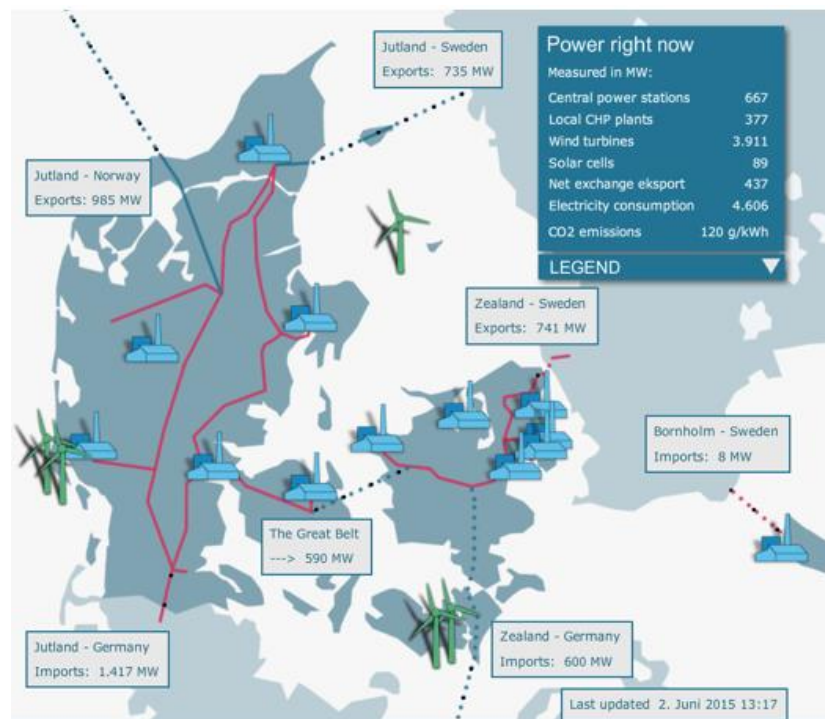 Jutland - Sweden
Exports: 735 MW
Power right now
Measured in MW:
Central power stations 667
Local CHP plants 377
Wind turbines 3.911
Solar cells 89
Net exchange eksport 437
Electricity consumption 4.606
CO2 emissions 120 g/kWh
LEGEND
Jutland - Norway
Exports: 985 MW
Zealand - Sweden
Exports: 741 MW
Bornholm - Sweden
Imports: 8 MW
The Great Belt
---> 590 MW
Jutland - Germany
Imports: 1.417 MW
Zealand - Germany
Imports: 600 MW
Last updated 2. Juni 2015 13:17